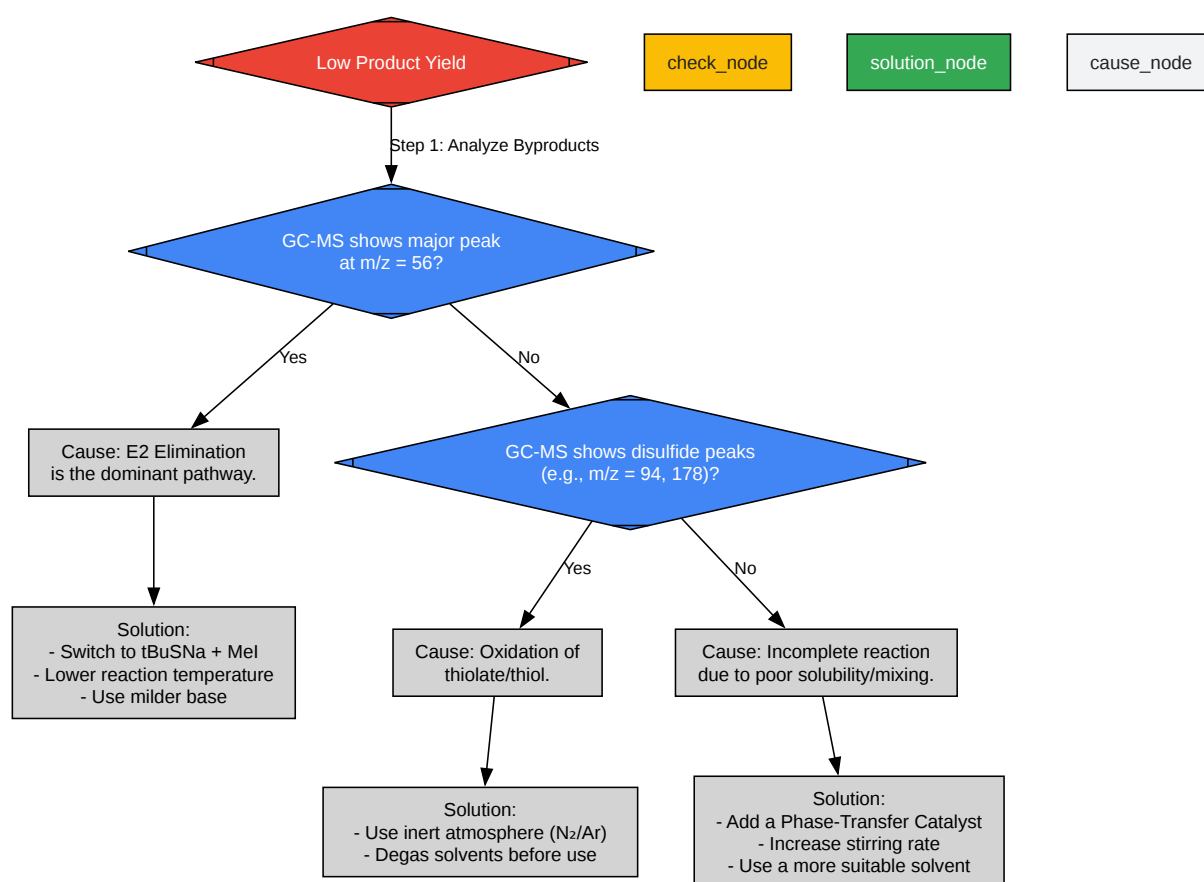 Low Product Yield
check_node
solution_node
cause_node
Step 1: Analyze Byproducts
GC-MS shows major peak
at m/z = 56?
Yes
No
Cause: E2 Elimination
is the dominant pathway.
GC-MS shows disulfide peaks
(e.g., m/z = 94, 178)?
Yes
No
Solution:
- Switch to tBuSNa + MeI
- Lower reaction temperature
- Use milder base
Cause: Oxidation of
thiolate/thiol.
Cause: Incomplete reaction
due to poor solubility/mixing.
Solution:
- Use inert atmosphere (N₂/Ar)
- Degas solvents before use
Solution:
- Add a Phase-Transfer Catalyst
- Increase stirring rate
- Use a more suitable solvent